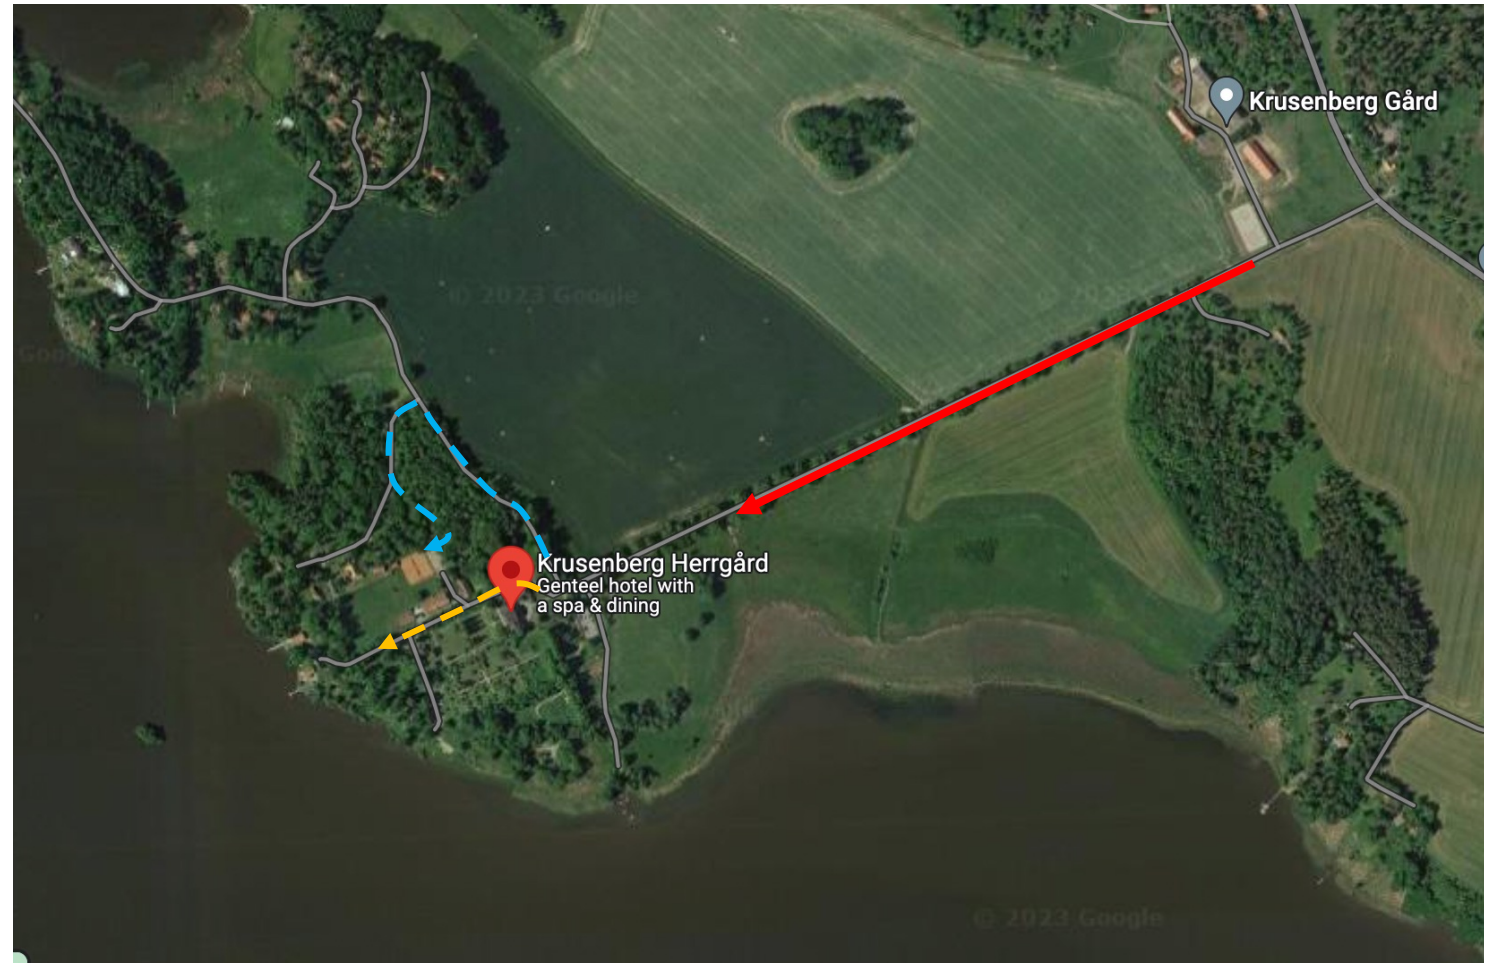 Krusenberg Gård
© 2023 Google
Krusenberg Herrgård
Genteel hotel with
a spa & dining
© 2023 Google